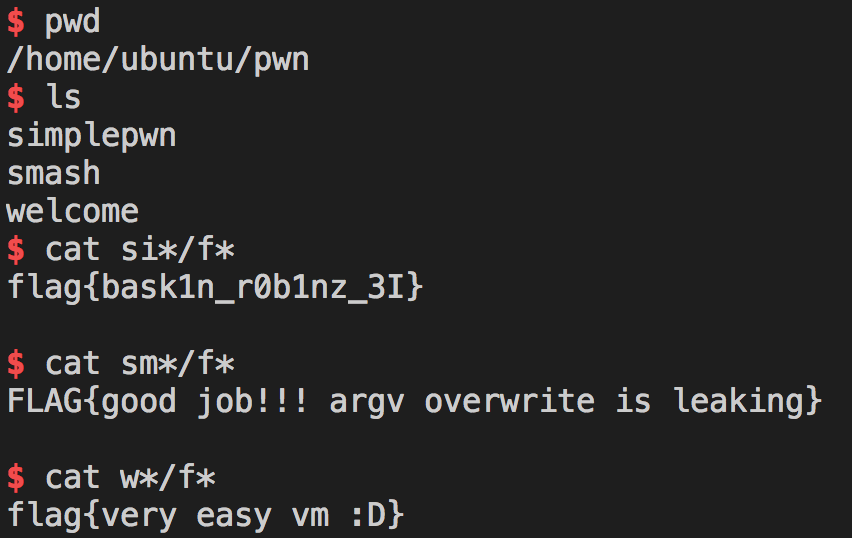 $ pwd
/home/ubuntu/pwn
$ ls
simplepwn
smash
welcome
$ cat si*/f*
flag{bask1n_r0b1nz_3I}
$ cat sm*/f*
FLAG{good job!!! argv overwrite is leaking}
$ cat w*/f*
flag{very easy vm :D}